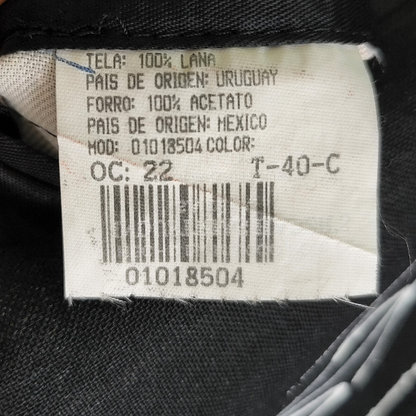 TELA: 100% LANA
PAIS DE ORIGEN: URUGUAY
FORRO: 100% ACETATO
PAIS DE ORIGEN: MEXICO
MOD: 01018504 COLOR:
OC: 22 T-40-C
01018504